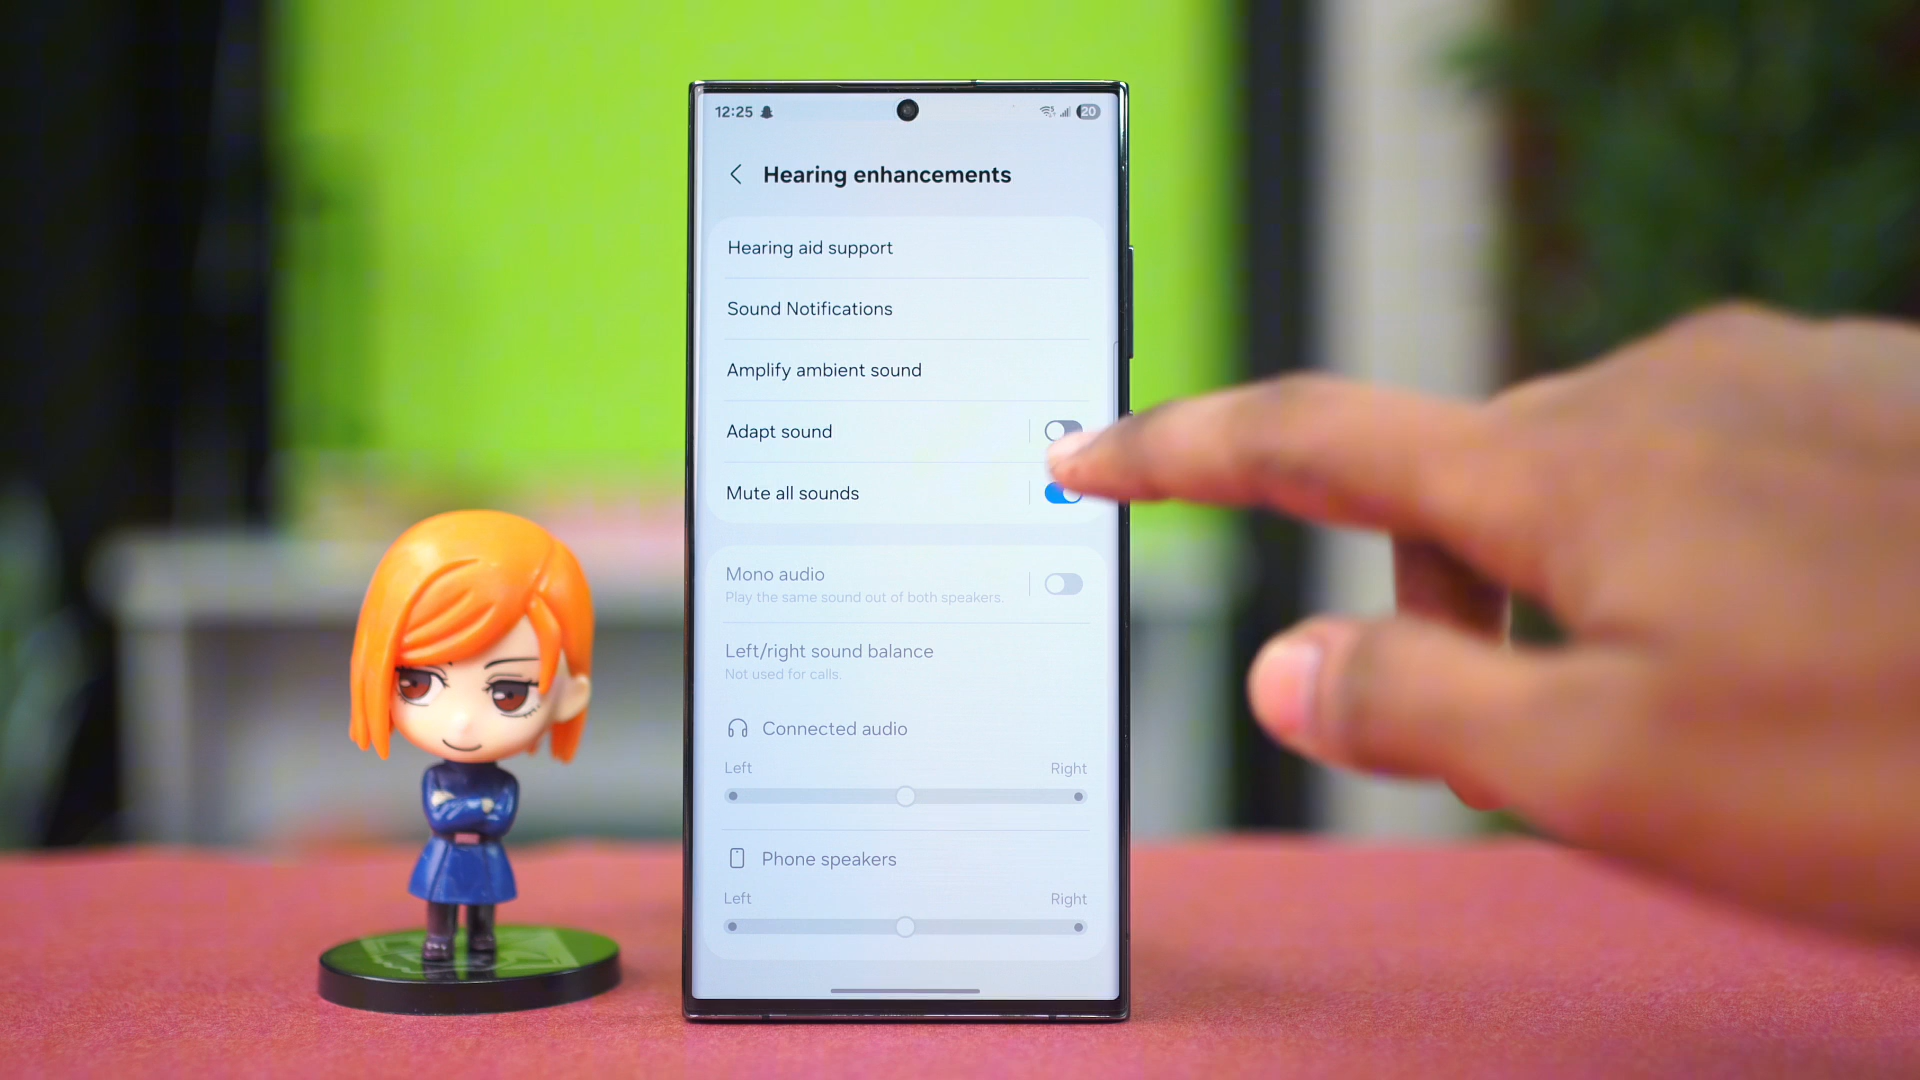 12:25
20
Hearing enhancements
Hearing aid support
Sound Notifications
Amplify ambient sound
Adapt sound
Mute all sounds
Mono audio
Play the same sound out of both speakers.
Left/right sound balance
Not used for calls.
Connected audio
Left Right
Phone speakers
Left Right